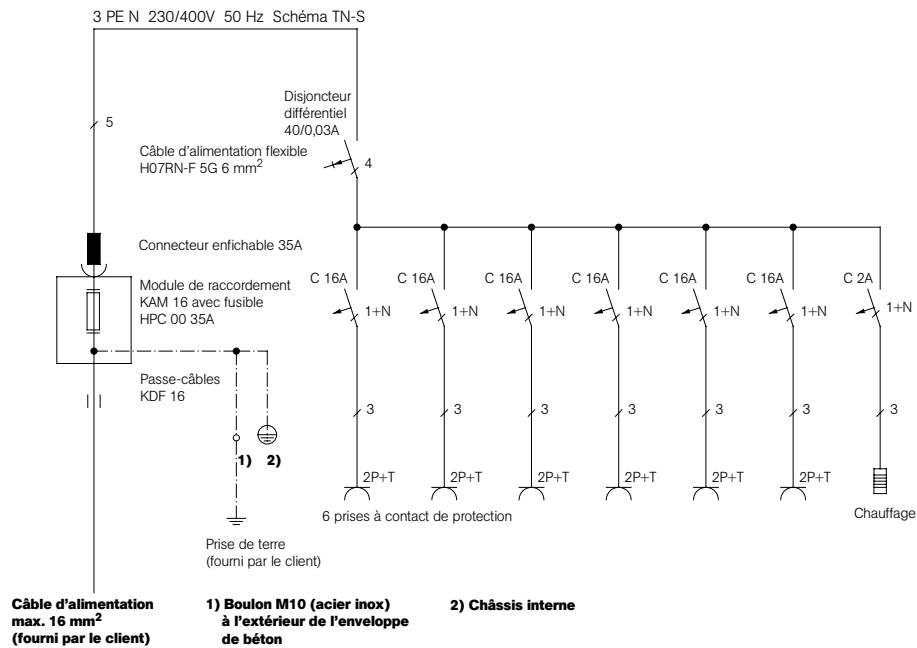 3 PE N 230/400V 50 Hz Schéma TN-S
Disjoncteur
différentiel
40/0,03A
5
Câble d'alimentation flexible
H07RN-F 5G 6 mm²
4
Connecteur enfichable 35A
Module de raccordement
KAM 16 avec fusible
HPC 00 35A
C 16A C 16A C 16A C 16A C 16A C 16A C 2A
1+N 1+N 1+N 1+N 1+N 1+N 1+N
Passe-câbles
KDF 16
3 3 3 3 3 3 3
1) 2)
2P+T 2P+T 2P+T 2P+T 2P+T 2P+T
6 prises à contact de protection
Chauffage
Prise de terre
(fourni par le client)
Câble d'alimentation
max. 16 mm²
(fourni par le client)
1) Boulon M10 (acier inox)
à l'extérieur de l'enveloppe
de béton
2) Châssis interne